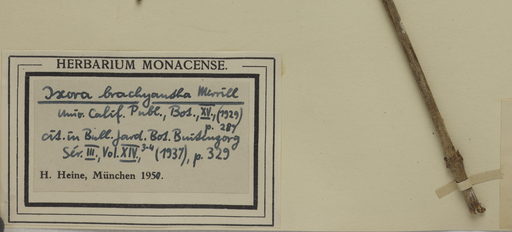 HERBARIUM MONACENSE.
Ixora brachyantha Merrill
Univ. Calif. Publ., Bot., XV., (1929)
p. 287
cit. in Bull. Jard. Bot. Buitenzorg
Sér. III, Vol. XIV, 3-4 (1937), p. 329
H. Heine, München 1950.